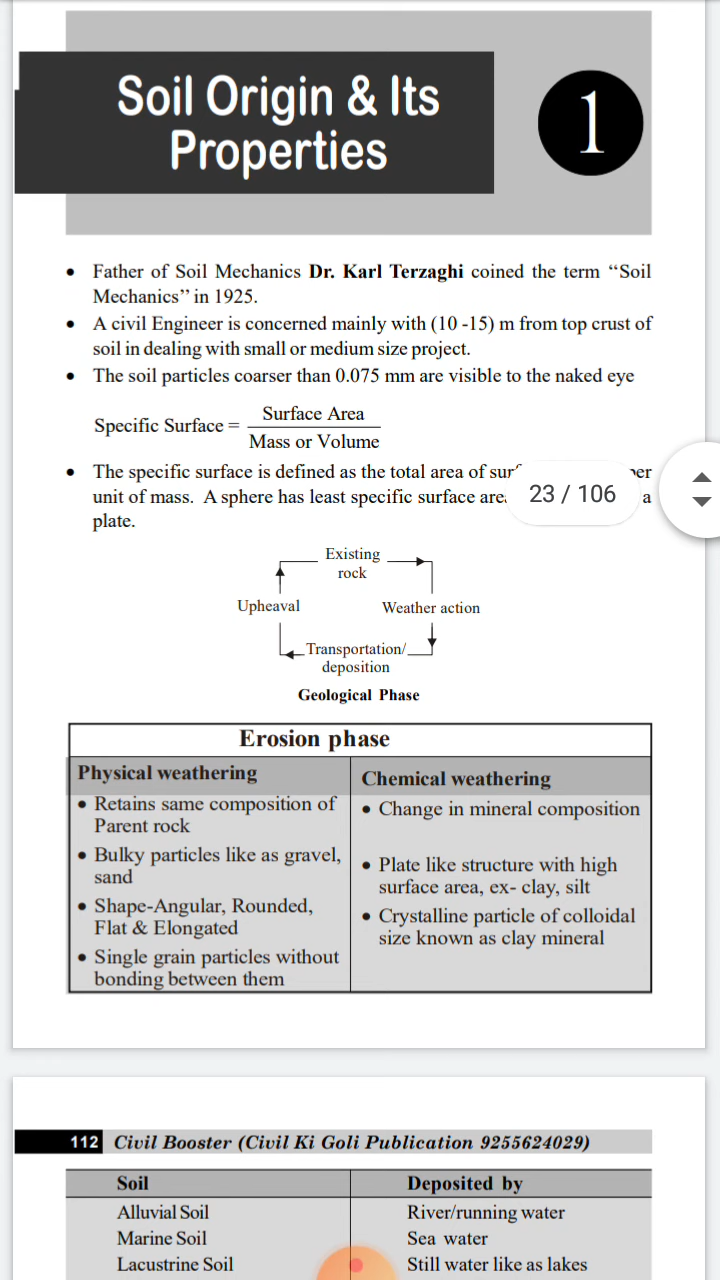 Soil Origin & Its
Properties
1
• Father of Soil Mechanics Dr. Karl Terzaghi coined the term ‘‘Soil
Mechanics’’ in 1925.
• A civil Engineer is concerned mainly with (10 -15) m from top crust of
soil in dealing with small or medium size project.
• The soil particles coarser than 0.075 mm are visible to the naked eye
Specific Surface = Surface Area
Mass or Volume
• The specific surface is defined as the total area of
unit of mass. A sphere has least specific surface a
plate.
23 / 106
Existing
rock
Upheaval Weather action
Transportation/
deposition
Geological Phase
Erosion phase
Physical weathering
• Retains same composition of
Parent rock
• Bulky particles like as gravel,
sand
• Shape-Angular, Rounded,
Flat & Elongated
• Single grain particles without
bonding between them
Chemical weathering
• Change in mineral composition
• Plate like structure with high
surface area, ex- clay, silt
• Crystalline particle of colloidal
size known as clay mineral
112 Civil Booster (Civil Ki Goli Publication 9255624029)
Soil Deposited by
Alluvial Soil River/running water
Marine Soil Sea water
Lacustrine Soil Still water like as lakes